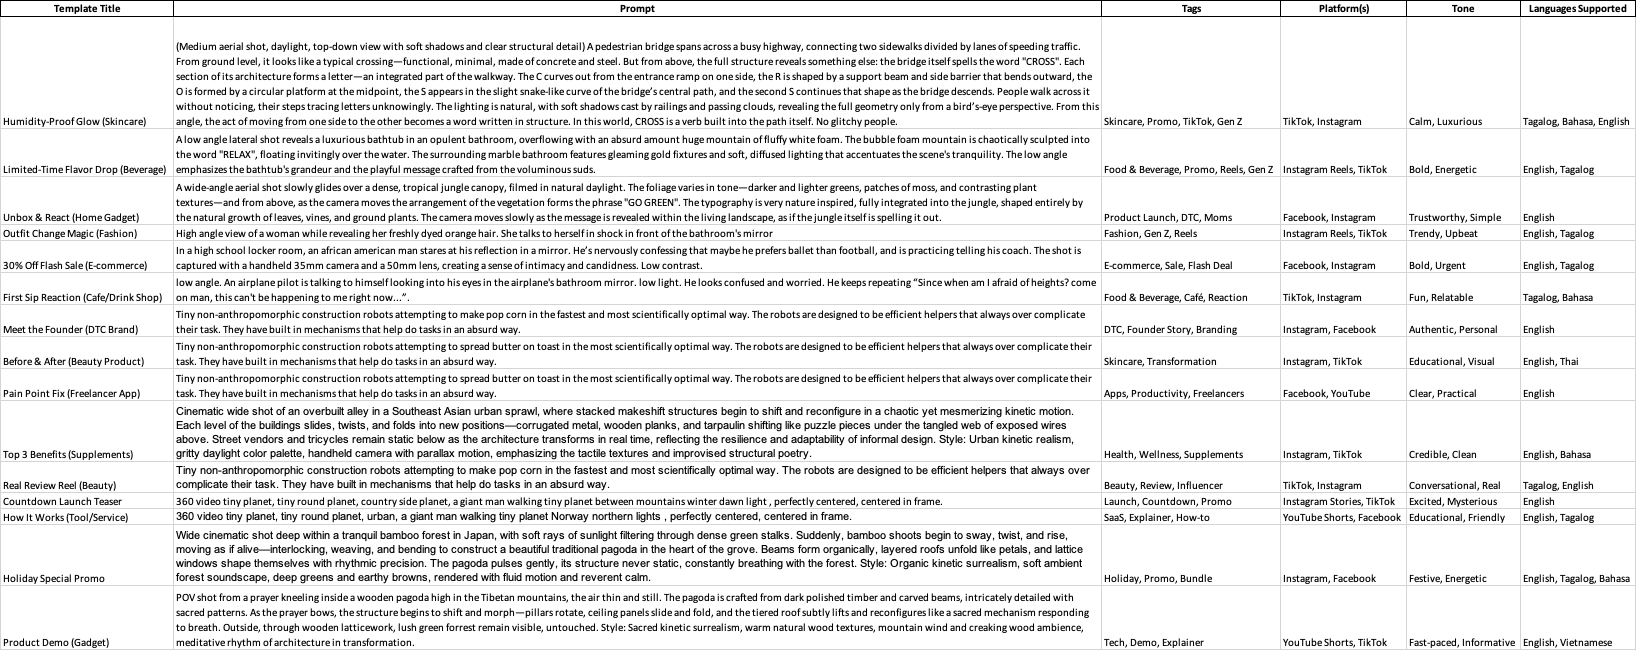 Template Title Prompt Tags Platform(s) Tone Languages Supported
(Medium aerial shot, daylight, top-down view with soft shadows and clear structural detail) A pedestrian bridge spans across a busy highway, connecting two sidewalks divided by lanes of speeding traffic.
From ground level, it looks like a typical crossing—functional, minimal, made of concrete and steel. But from above, the full structure reveals something else: the bridge itself spells the word "CROSS". Each
section of its architecture forms a letter—an integrated part of the walkway. The C curves out from the entrance ramp on one side, the R is shaped by a support beam and side barrier that bends outward, the
O is formed by a circular platform at the midpoint, the S appears in the slight snake-like curve of the bridge's central path, and the second S continues that shape as the bridge descends. People walk across it
without noticing, their steps tracing letters unknowingly. The lighting is natural, with soft shadows cast by railings and passing clouds, revealing the full geometry only from a bird's-eye perspective. From this
Humidity-Proof Glow (Skincare) angle, the act of moving from one side to the other becomes a word written in structure. In this world, CROSS is a verb built into the path itself. No glitchy people. Skincare, Promo, TikTok, Gen Z TikTok, Instagram Calm, Luxurious Tagalog, Bahasa, English
A low angle lateral shot reveals a luxurious bathtub in an opulent bathroom, overflowing with an absurd amount huge mountain of fluffy white foam. The bubble foam mountain is chaotically sculpted into
the word "RELAX", floating invitingly over the water. The surrounding marble bathroom features gleaming gold fixtures and soft, diffused lighting that accentuates the scene's tranquility. The low angle
Limited-Time Flavor Drop (Beverage) emphasizes the bathtub's grandeur and the playful message crafted from the voluminous suds. Food & Beverage, Promo, Reels, Gen Z Instagram Reels, TikTok Bold, Energetic English, Tagalog
A wide-angle aerial shot slowly glides over a dense, tropical jungle canopy, filmed in natural daylight. The foliage varies in tone—darker and lighter greens, patches of moss, and contrasting plant
textures—and from above, as the camera moves the arrangement of the vegetation forms the phrase "GO GREEN". The typography is very nature inspired, fully integrated into the jungle, shaped entirely by
Unbox & React (Home Gadget) the natural growth of leaves, vines, and ground plants. The camera moves slowly as the message is revealed within the living landscape, as if the jungle itself is spelling it out. Product Launch, DTC, Moms Facebook, Instagram Trustworthy, Simple English
Outfit Change Magic (Fashion) High angle view of a woman while revealing her freshly dyed orange hair. She talks to herself in shock in front of the bathroom's mirror Fashion, Gen Z, Reels Instagram Reels, TikTok Trendy, Upbeat English, Tagalog
In a high school locker room, an african american man stares at his reflection in a mirror. He's nervously confessing that maybe he prefers ballet than football, and is practicing telling his coach. The shot is
30% Off Flash Sale (E-commerce) captured with a handheld 35mm camera and a 50mm lens, creating a sense of intimacy and candidness. Low contrast. E-commerce, Sale, Flash Deal Facebook, Instagram Bold, Urgent English, Tagalog
low angle. An airplane pilot is talking to himself looking into his eyes in the airplane's bathroom mirror. low light. He looks confused and worried. He keeps repeating "Since when am I afraid of heights? come
First Sip Reaction (Cafe/Drink Shop) on man, this can't be happening to me right now...". Food & Beverage, Café, Reaction TikTok, Instagram Fun, Relatable Tagalog, Bahasa
Tiny non-anthropomorphic construction robots attempting to make pop corn in the fastest and most scientifically optimal way. The robots are designed to be efficient helpers that always over complicate
Meet the Founder (DTC Brand) their task. They have built in mechanisms that help do tasks in an absurd way. DTC, Founder Story, Branding Instagram, Facebook Authentic, Personal English
Tiny non-anthropomorphic construction robots attempting to spread butter on toast in the most scientifically optimal way. The robots are designed to be efficient helpers that always over complicate their
Before & After (Beauty Product) task. They have built in mechanisms that help do tasks in an absurd way. Skincare, Transformation Instagram, TikTok Educational, Visual English, Thai
Tiny non-anthropomorphic construction robots attempting to spread butter on toast in the most scientifically optimal way. The robots are designed to be efficient helpers that always over complicate their
Pain Point Fix (Freelancer App) task. They have built in mechanisms that help do tasks in an absurd way. Apps, Productivity, Freelancers Facebook, YouTube Clear, Practical English
Cinematic wide shot of an overbuilt alley in a Southeast Asian urban sprawl, where stacked makeshift structures begin to shift and reconfigure in a chaotic yet mesmerizing kinetic motion.
Each level of the buildings slides, twists, and folds into new positions—corrugated metal, wooden planks, and tarpaulin shifting like puzzle pieces under the tangled web of exposed wires
above. Street vendors and tricycles remain static below as the architecture transforms in real time, reflecting the resilience and adaptability of informal design. Style: Urban kinetic realism,
Top 3 Benefits (Supplements) gritty daylight color palette, handheld camera with parallax motion, emphasizing the tactile textures and improvised structural poetry. Health, Wellness, Supplements Instagram, TikTok Credible, Clean English, Bahasa
Tiny non-anthropomorphic construction robots attempting to make pop corn in the fastest and most scientifically optimal way. The robots are designed to be efficient helpers that always over
Real Review Reel (Beauty) complicate their task. They have built in mechanisms that help do tasks in an absurd way. Beauty, Review, Influencer TikTok, Instagram Conversational, Real Tagalog, English
Countdown Launch Teaser 360 video tiny planet, tiny round planet, country side planet, a giant man walking tiny planet between mountains winter dawn light , perfectly centered, centered in frame. Launch, Countdown, Promo Instagram Stories, TikTok Excited, Mysterious English
How It Works (Tool/Service) 360 video tiny planet, tiny round planet, urban, a giant man walking tiny planet Norway northern lights , perfectly centered, centered in frame. SaaS, Explainer, How-to YouTube Shorts, Facebook Educational, Friendly English, Tagalog
Wide cinematic shot deep within a tranquil bamboo forest in Japan, with soft rays of sunlight filtering through dense green stalks. Suddenly, bamboo shoots begin to sway, twist, and rise,
moving as if alive—interlocking, weaving, and bending to construct a beautiful traditional pagoda in the heart of the grove. Beams form organically, layered roofs unfold like petals, and lattice
windows shape themselves with rhythmic precision. The pagoda pulses gently, its structure never static, constantly breathing with the forest. Style: Organic kinetic surrealism, soft ambient
Holiday Special Promo forest soundscape, deep greens and earthy browns, rendered with fluid motion and reverent calm. Holiday, Promo, Bundle Instagram, Facebook Festive, Energetic English, Tagalog, Bahasa
POV shot from a prayer kneeling inside a wooden pagoda high in the Tibetan mountains, the air thin and still. The pagoda is crafted from dark polished timber and carved beams, intricately detailed with
sacred patterns. As the prayer bows, the structure begins to shift and morph—pillars rotate, ceiling panels slide and fold, and the tiered roof subtly lifts and reconfigures like a sacred mechanism responding
to breath. Outside, through wooden latticework, lush green forrest remain visible, untouched. Style: Sacred kinetic surrealism, warm natural wood textures, mountain wind and creaking wood ambience,
Product Demo (Gadget) meditative rhythm of architecture in transformation. Tech, Demo, Explainer YouTube Shorts, TikTok Fast-paced, Informative English, Vietnamese